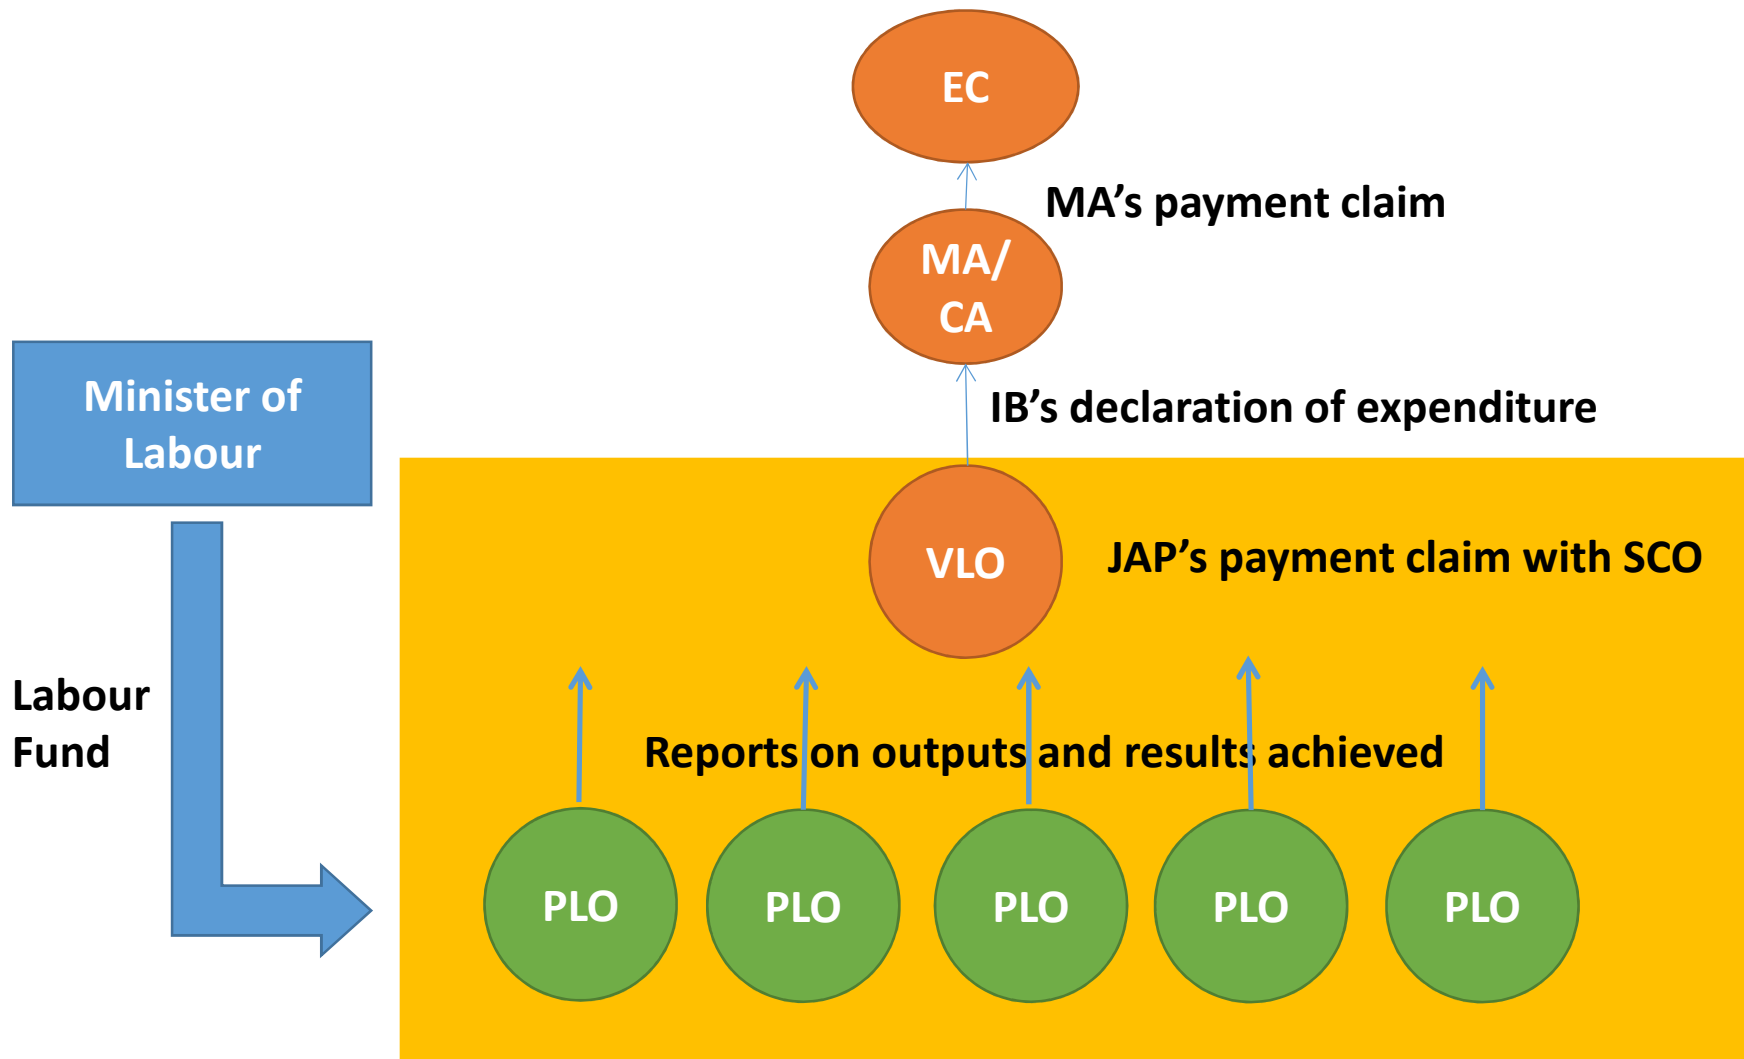 EC
MA’s payment claim
MA/
CA
Minister of
Labour
IB’s declaration of expenditure
VLO
JAP’s payment claim with SCO
Labour
Fund
Reports on outputs and results achieved
PLO
PLO
PLO
PLO
PLO